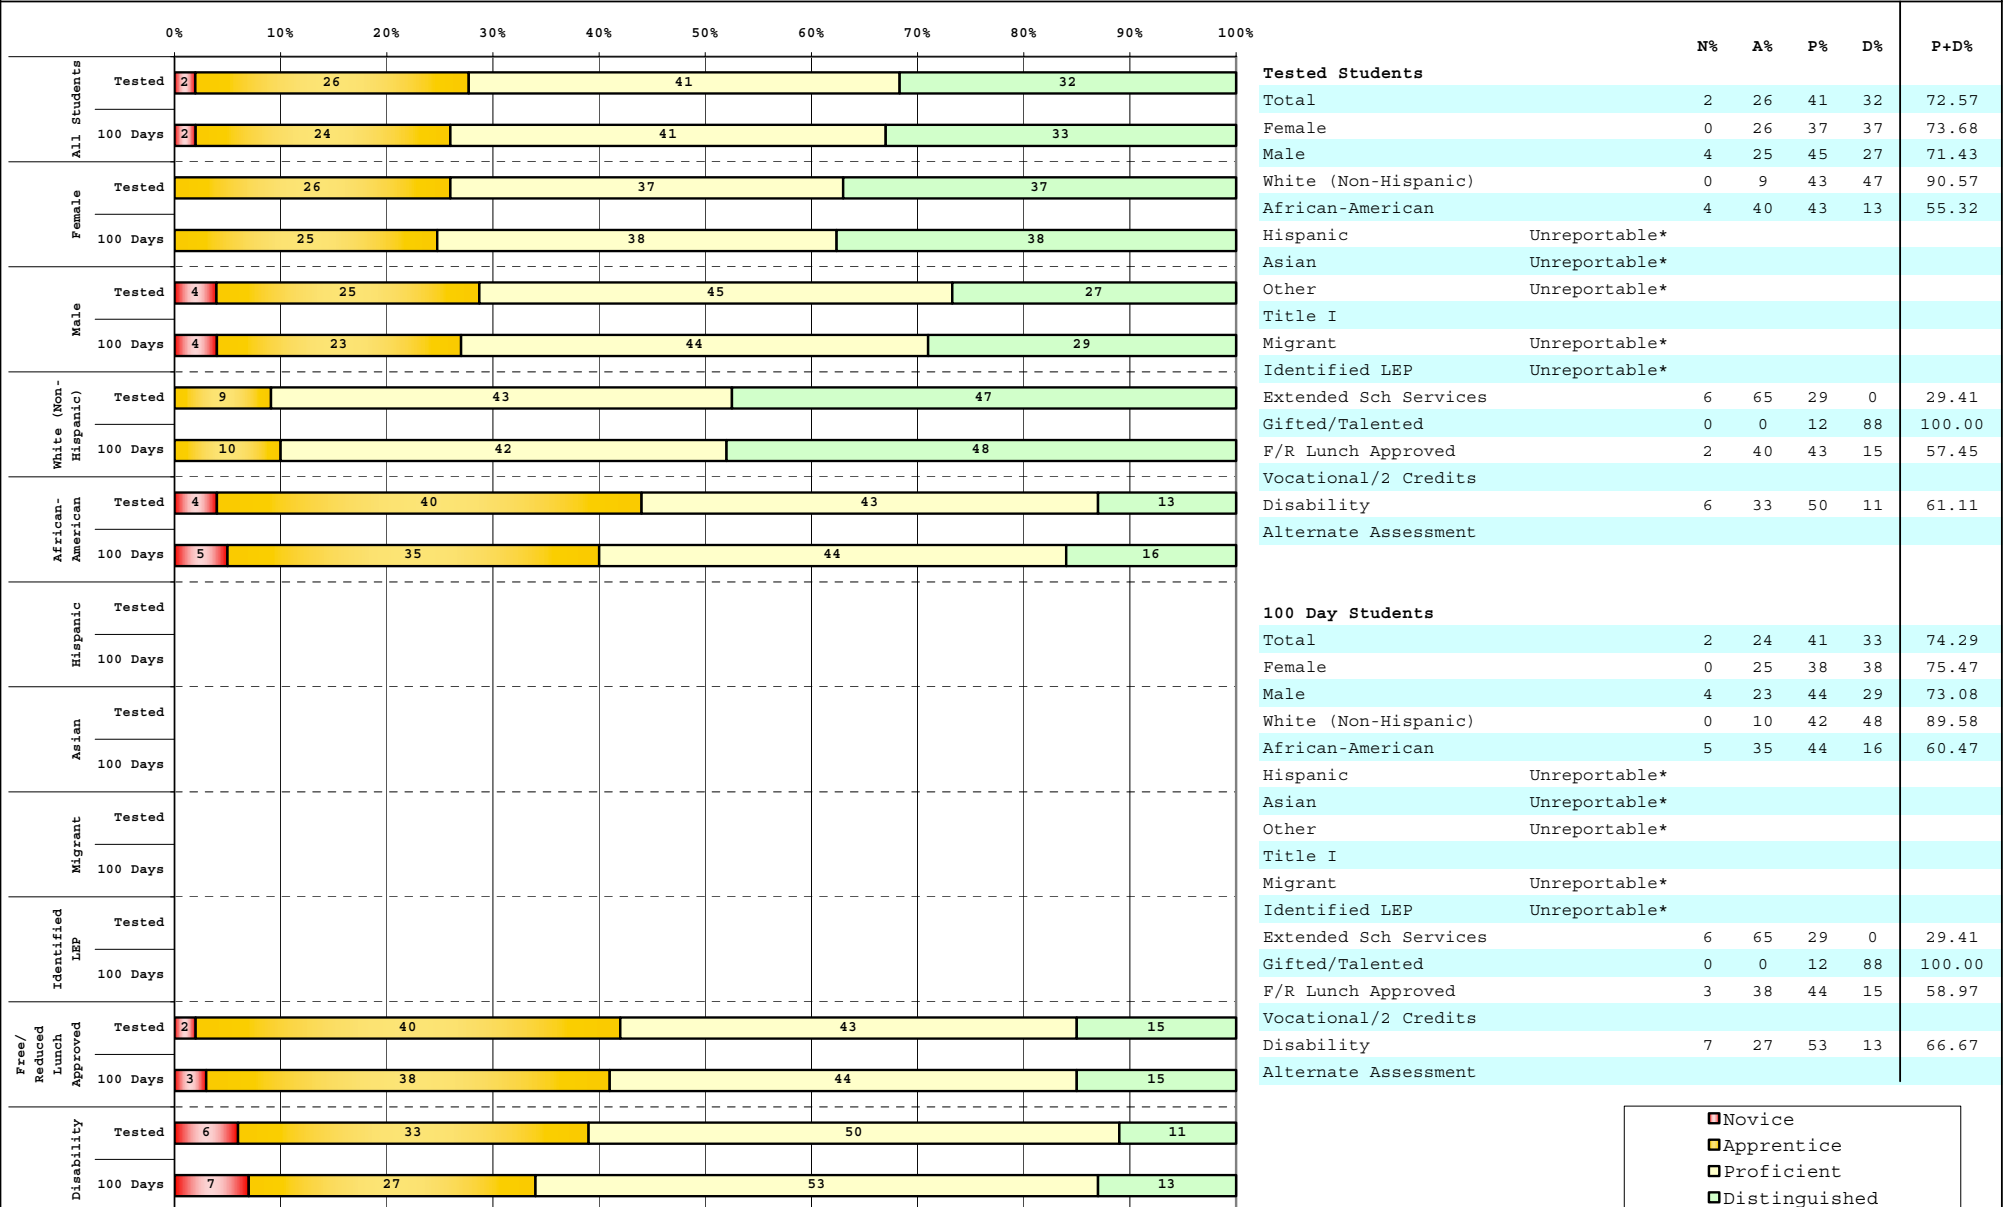 0% 10% 20% 30% 40% 50% 60% 70% 80% 90% 100%
All Students
Tested 2 26 41 32
100 Days 2 24 41 33
Female
Tested 26 37 37
100 Days 25 38 38
Male
Tested 4 25 45 27
100 Days 4 23 44 29
White (Non-
Hispanic)
Tested 9 43 47
100 Days 10 42 48
African-
American
Tested 4 40 43 13
100 Days 5 35 44 16
Hispanic
Tested
100 Days
Asian
Tested
100 Days
Migrant
Tested
100 Days
Identified
LEP
Tested
100 Days
Free/
Reduced
Lunch
Approved
Tested 2 40 43 15
100 Days 3 38 44 15
Disability
Tested 6 33 50 11
100 Days 7 27 53 13
N% A% P% D% P+D%
Tested Students
Total 2 26 41 32 72.57
Female 0 26 37 37 73.68
Male 4 25 45 27 71.43
White (Non-Hispanic) 0 9 43 47 90.57
African-American 4 40 43 13 55.32
Hispanic Unreportable*
Asian Unreportable*
Other Unreportable*
Title I
Migrant Unreportable*
Identified LEP Unreportable*
Extended Sch Services 6 65 29 0 29.41
Gifted/Talented 0 0 12 88 100.00
F/R Lunch Approved 2 40 43 15 57.45
Vocational/2 Credits
Disability 6 33 50 11 61.11
Alternate Assessment
100 Day Students
Total 2 24 41 33 74.29
Female 0 25 38 38 75.47
Male 4 23 44 29 73.08
White (Non-Hispanic) 0 10 42 48 89.58
African-American 5 35 44 16 60.47
Hispanic Unreportable*
Asian Unreportable*
Other Unreportable*
Title I
Migrant Unreportable*
Identified LEP Unreportable*
Extended Sch Services 6 65 29 0 29.41
Gifted/Talented 0 0 12 88 100.00
F/R Lunch Approved 3 38 44 15 58.97
Vocational/2 Credits
Disability 7 27 53 13 66.67
Alternate Assessment
Novice
Apprentice
Proficient
Distinguished